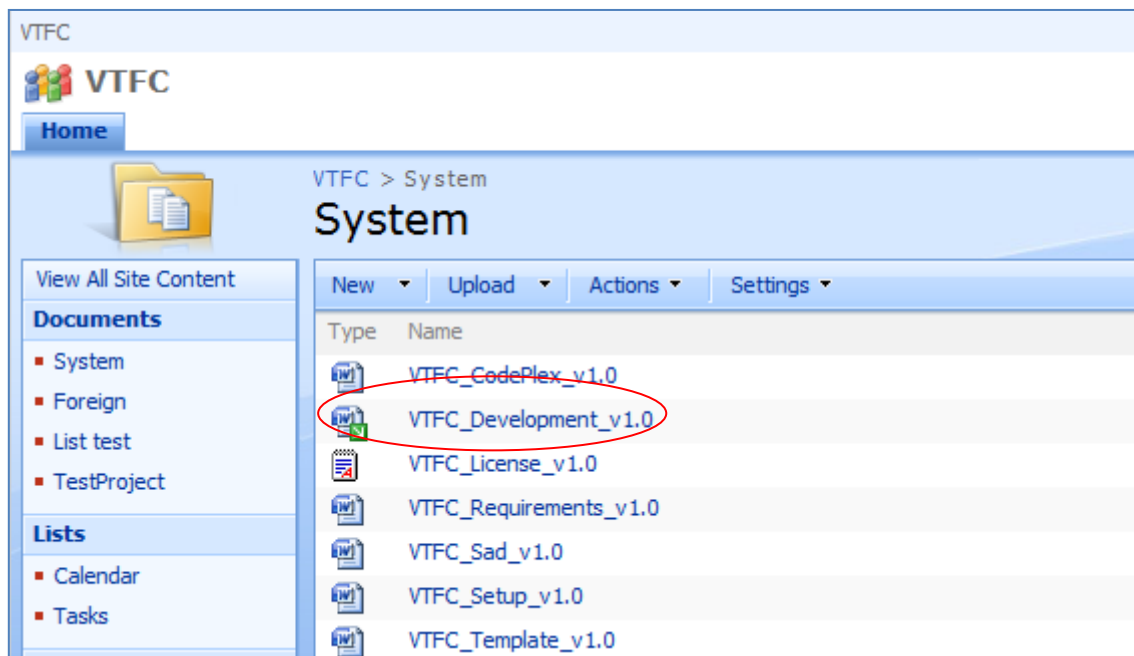 VTFC
VTFC
Home
VTFC > System
System
View All Site Content
Documents
System
Foreign
List test
TestProject
Lists
Calendar
Tasks
New Upload Actions Settings
Type Name
VTFC_CodePlex_v1.0
VTFC_Development_v1.0
VTFC_License_v1.0
VTFC_Requirements_v1.0
VTFC_Sad_v1.0
VTFC_Setup_v1.0
VTFC_Template_v1.0